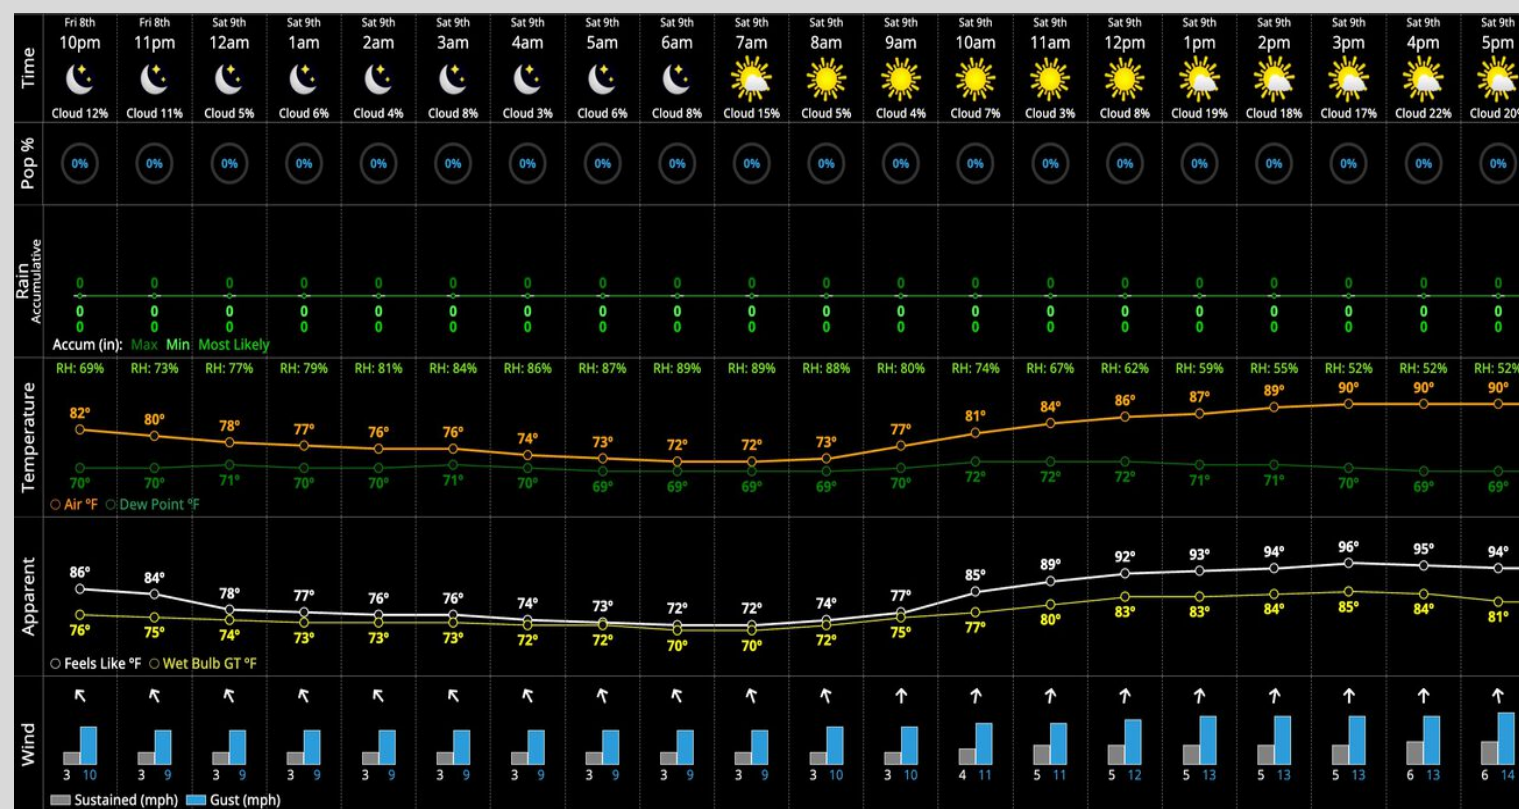 Time
Fri 8th Fri 8th Sat 9th Sat 9th Sat 9th Sat 9th Sat 9th Sat 9th Sat 9th Sat 9th Sat 9th Sat 9th Sat 9th Sat 9th Sat 9th Sat 9th Sat 9th Sat 9th Sat 9th Sat 9th
10pm 11pm 12am 1am 2am 3am 4am 5am 6am 7am 8am 9am 10am 11am 12pm 1pm 2pm 3pm 4pm 5pm
Cloud 12% Cloud 11% Cloud 5% Cloud 6% Cloud 4% Cloud 8% Cloud 3% Cloud 6% Cloud 8% Cloud 15% Cloud 5% Cloud 4% Cloud 7% Cloud 3% Cloud 8% Cloud 19% Cloud 18% Cloud 17% Cloud 22% Cloud 20%
Pop %
0% 0% 0% 0% 0% 0% 0% 0% 0% 0% 0% 0% 0% 0% 0% 0% 0% 0% 0% 0%
Rain
Accumulative
0 0 0 0 0 0 0 0 0 0 0 0 0 0 0 0 0 0 0 0
0 0 0 0 0 0 0 0 0 0 0 0 0 0 0 0 0 0 0 0
0 0 0 0 0 0 0 0 0 0 0 0 0 0 0 0 0 0 0 0
Accum (in): Max Min Most Likely
Temperature
RH: 69% RH: 73% RH: 77% RH: 79% RH: 81% RH: 84% RH: 86% RH: 87% RH: 89% RH: 89% RH: 88% RH: 80% RH: 74% RH: 67% RH: 62% RH: 59% RH: 55% RH: 52% RH: 52% RH: 52%
82° 80° 78° 77° 76° 76° 74° 73° 72° 72° 73° 77° 81° 84° 86° 87° 89° 90° 90° 90°
70° 70° 71° 70° 70° 71° 70° 69° 69° 69° 69° 70° 72° 72° 72° 71° 71° 70° 69° 69°
Air ºF Dew Point ºF
Apparent
86° 84° 78° 77° 76° 76° 74° 73° 72° 72° 74° 77° 85° 89° 92° 93° 94° 96° 95° 94°
76° 75° 74° 73° 73° 73° 72° 72° 70° 70° 72° 75° 77° 80° 83° 83° 84° 85° 84° 81°
Feels Like ºF Wet Bulb GT ºF
Wind
3 10 3 9 3 9 3 9 3 9 3 9 3 9 3 9 3 9 3 9 3 10 3 10 4 11 5 11 5 12 5 13 5 13 5 13 6 13 6 14
Sustained (mph) Gust (mph)